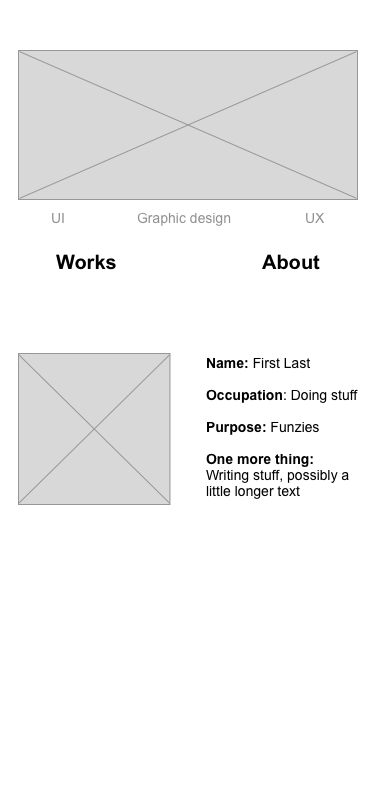 UI Graphic design UX
Works About
Name: First Last
Occupation: Doing stuff
Purpose: Funzies
One more thing:
Writing stuff, possibly a
little longer text